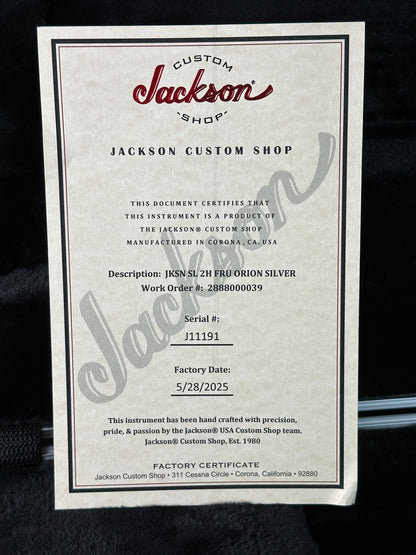 CUSTOM
Jackson®
-SHOP-
JACKSON CUSTOM SHOP
Jackson
THIS DOCUMENT CERTIFIES THAT
THIS INSTRUMENT IS A PRODUCT OF
THE JACKSON® CUSTOM SHOP
MANUFACTURED IN CORONA, CA. USA
Description: JKSN SL 2H FRU ORION SILVER
Work Order #: 2888000039
Serial #:
J11191
Factory Date:
5/28/2025
This instrument has been hand crafted with precision,
pride, & passion by the Jackson® USA Custom Shop team.
Jackson® Custom Shop, Est. 1980
FACTORY CERTIFICATE
Jackson Custom Shop • 311 Cessna Circle • Corona, California • 92880